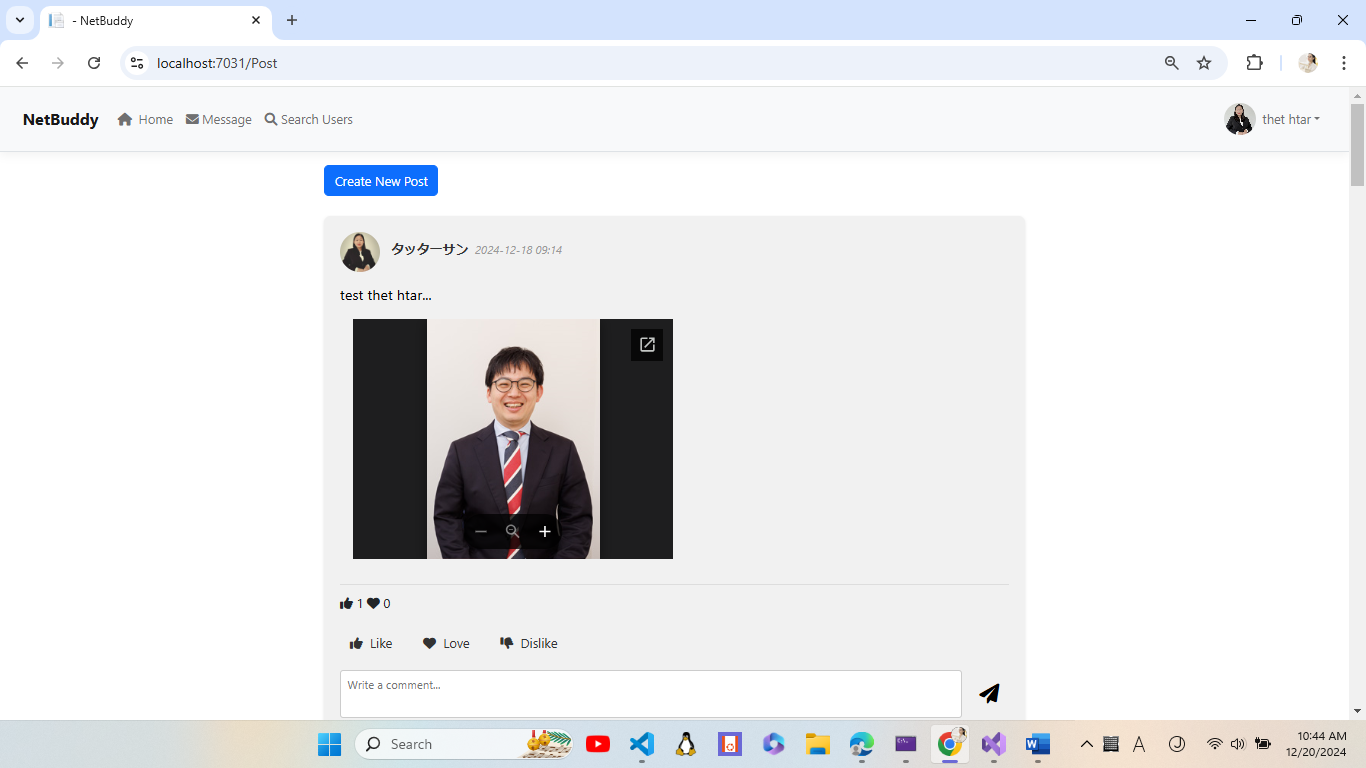 - NetBuddy
localhost:7031/Post
NetBuddy Home Message Search Users thet htar
Create New Post
タッターサン 2024-12-18 09:14
test thet htar...
1 0
Like Love Dislike
Write a comment...
Search
10:44 AM
12/20/2024